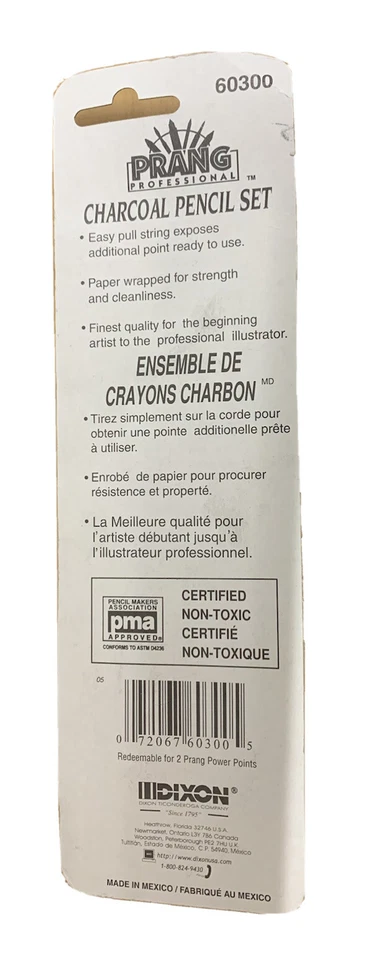 60300
PRANG
PROFESSIONAL ™
CHARCOAL PENCIL SET
• Easy pull string exposes
additional point ready to use.
• Paper wrapped for strength
and cleanliness.
• Finest quality for the beginning
artist to the professional illustrator.
ENSEMBLE DE
CRAYONS CHARBON MD
• Tirez simplement sur la corde pour
obtenir une pointe additionelle prête
à utiliser.
• Enrobé de papier pour procurer
résistence et properté.
• La Meilleure qualité pour
l'artiste débutant jusqu'à
l'illustrateur professionnel.
PENCIL MAKERS
ASSOCIATION
pma
APPROVED®
CONFORMS TO ASTM D4236
CERTIFIED
NON-TOXIC
CERTIFIÉ
NON-TOXIQUE
05
0 72067 60300 5
Redeemable for 2 Prang Power Points
DIXON®
DIXON TICONDEROGA COMPANY
"Since 1795"
Heathrow, Florida 32746 U.S.A.
Newmarket, Ontario L3Y 7B6 Canada
Woodston, Peterborough PE2 7HU U.K.
Tultitlán, Estado de México, C.P. 54940, México
http://www.dixonusa.com
1-800-824-9430
MADE IN MEXICO / FABRIQUÉ AU MEXICO